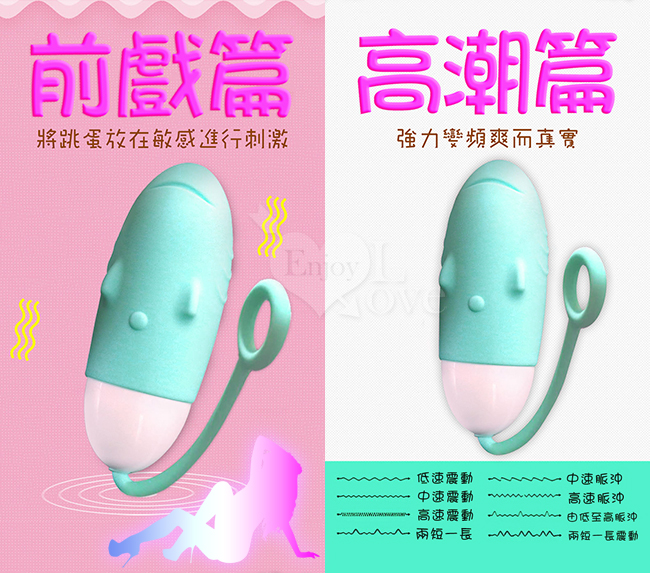 前戲篇
將跳蛋放在敏感進行刺激
高潮篇
強力變頻爽而真實
Enjoy Love
低速震動
中速震動
高速震動
兩短一長
中速脈沖
高速脈沖
由低至高脈沖
兩短一長震動